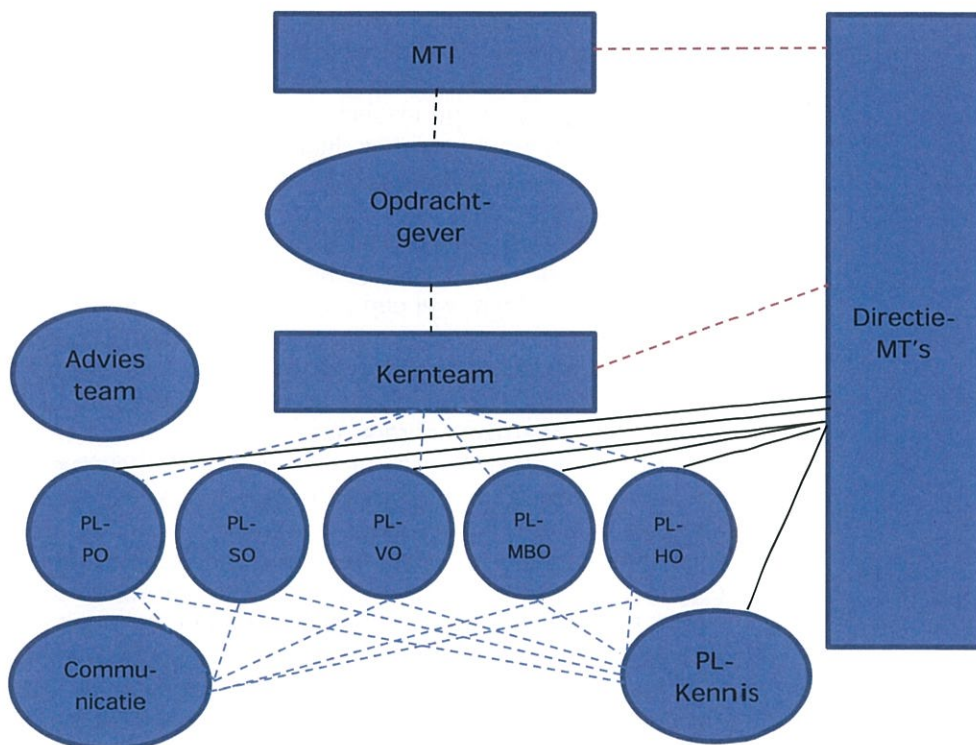 MTI
Opdracht-
gever
Directie-
MT's
Advies
team
Kernteam
PL-
PO
PL-
SO
PL-
VO
PL-
MBO
PL-
HO
Commu-
nicatie
PL-
Kennis